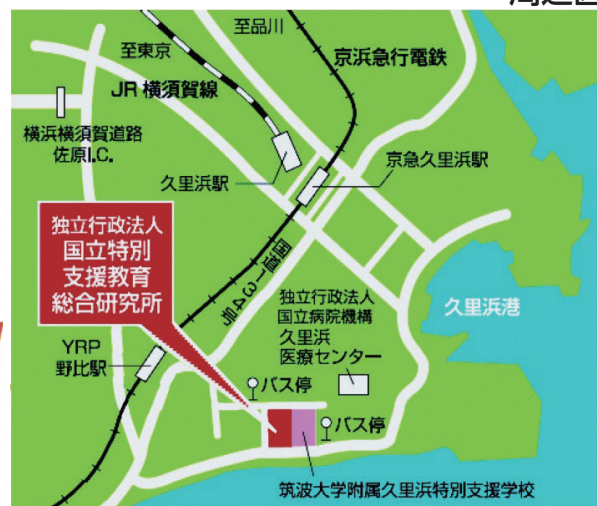 至品川
至東京
京浜急行電鉄
JR 横須賀線
横浜横須賀道路
佐原I.C.
久里浜駅
京急久里浜駅
独立行政法人
国立特別
支援教育
総合研究所
国道134号
独立行政法人
国立病院機構
久里浜
医療センター
久里浜港
YRP
野比駅
バス停
バス停
筑波大学附属久里浜特別支援学校